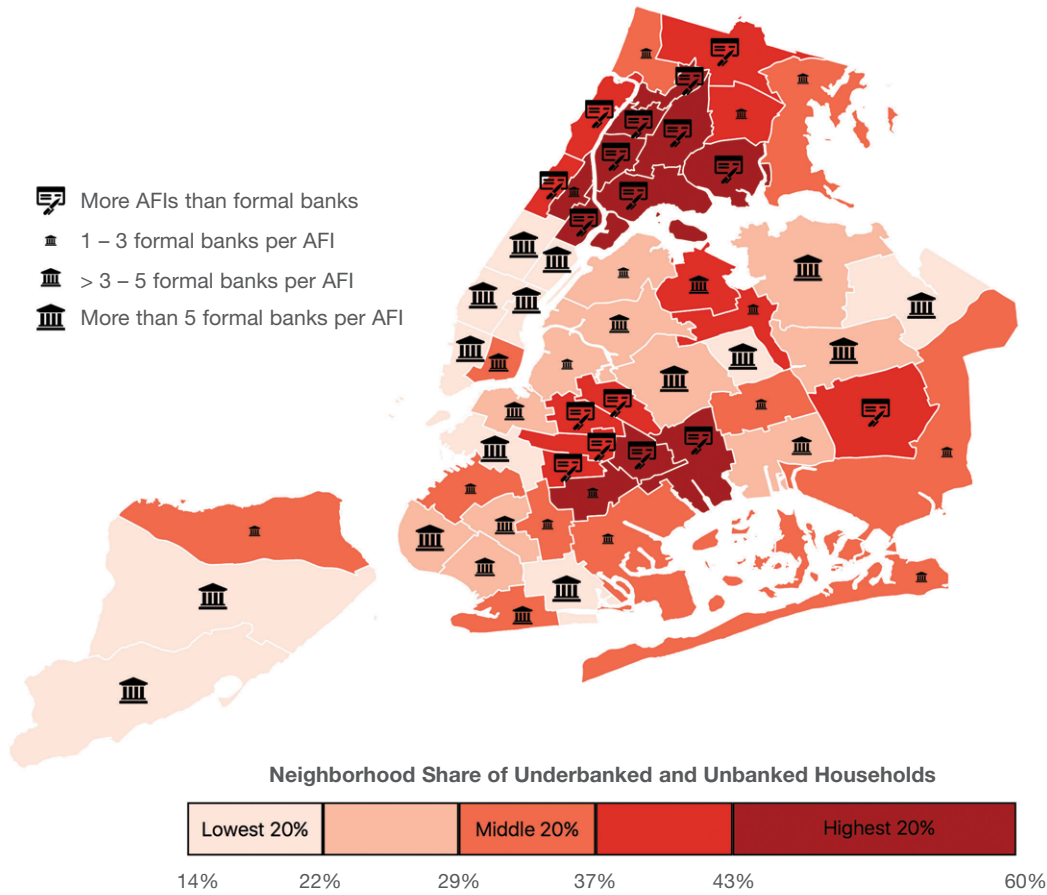 More AFIs than formal banks
1 – 3 formal banks per AFI
> 3 – 5 formal banks per AFI
More than 5 formal banks per AFI
Neighborhood Share of Underbanked and Unbanked Households
Lowest 20% Middle 20% Highest 20%
14% 22% 29% 37% 43% 60%